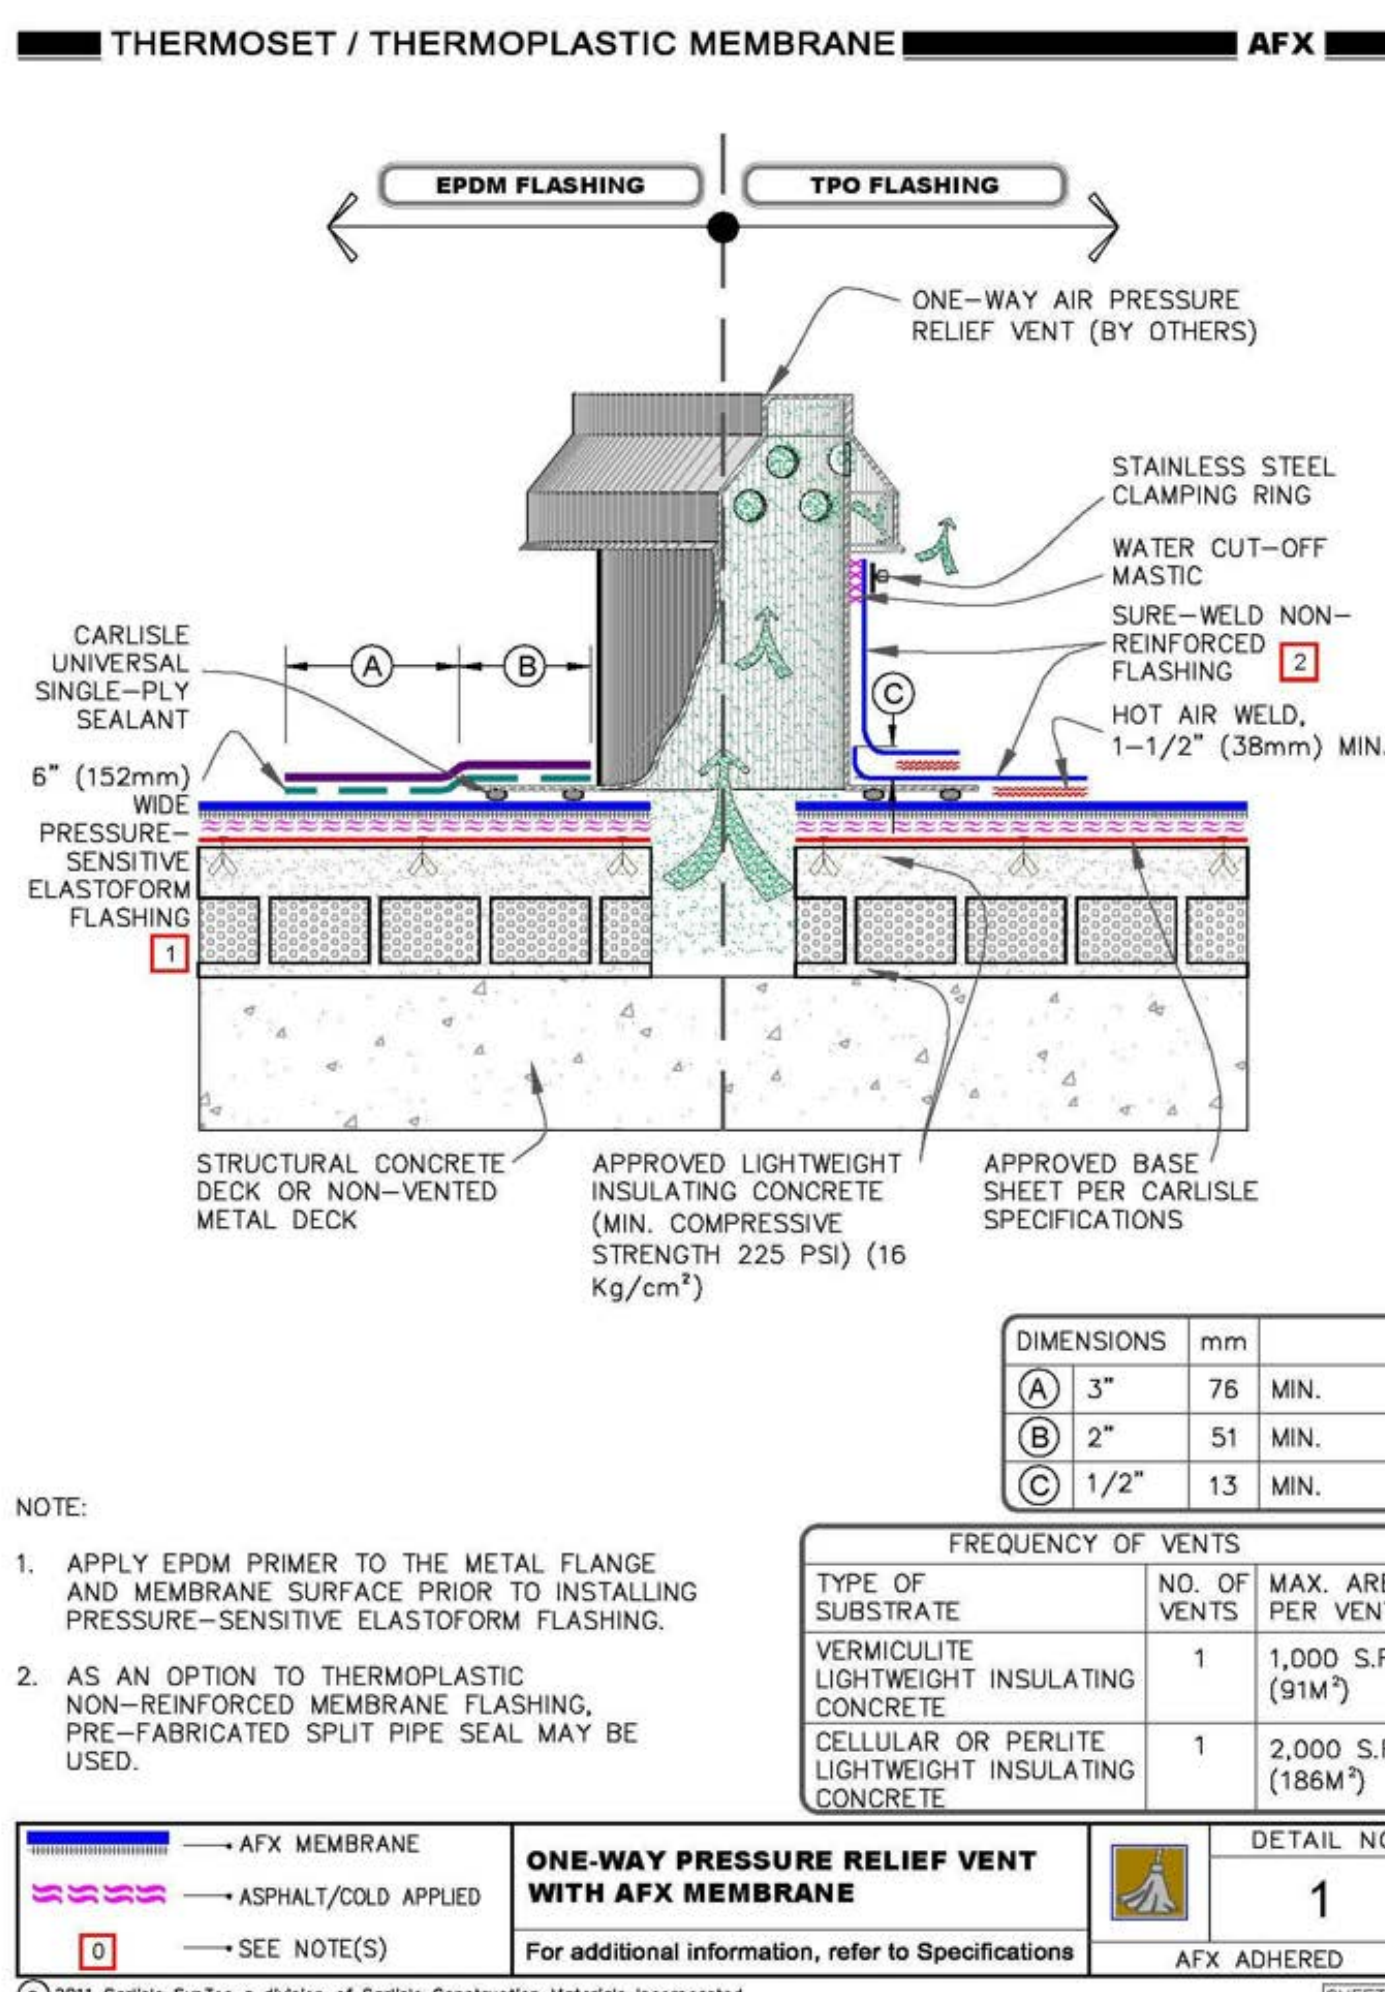 THERMOSET / THERMOPLASTIC MEMBRANE AFX
EPDM FLASHING
TPO FLASHING
ONE-WAY AIR PRESSURE
RELIEF VENT (BY OTHERS)
STAINLESS STEEL
CLAMPING RING
WATER CUT-OFF
MASTIC
SURE-WELD NON-
REINFORCED
FLASHING
2
HOT AIR WELD,
1-1/2" (38mm) MIN.
CARLISLE
UNIVERSAL
SINGLE-PLY
SEALANT
A
B
C
6" (152mm)
WIDE
PRESSURE-
SENSITIVE
ELASTOFORM
FLASHING
1
STRUCTURAL CONCRETE
DECK OR NON-VENTED
METAL DECK
APPROVED LIGHTWEIGHT
INSULATING CONCRETE
(MIN. COMPRESSIVE
STRENGTH 225 PSI) (16
Kg/cm²)
APPROVED BASE
SHEET PER CARLISLE
SPECIFICATIONS
DIMENSIONS mm
A 3" 76 MIN.
B 2" 51 MIN.
C 1/2" 13 MIN.
NOTE:
1. APPLY EPDM PRIMER TO THE METAL FLANGE
AND MEMBRANE SURFACE PRIOR TO INSTALLING
PRESSURE-SENSITIVE ELASTOFORM FLASHING.
2. AS AN OPTION TO THERMOPLASTIC
NON-REINFORCED MEMBRANE FLASHING,
PRE-FABRICATED SPLIT PIPE SEAL MAY BE
USED.
FREQUENCY OF VENTS
TYPE OF
SUBSTRATE
NO. OF
VENTS
MAX. ARE
PER VENT
VERMICULITE
LIGHTWEIGHT INSULATING
CONCRETE
1
1,000 S.F
(91M²)
CELLULAR OR PERLITE
LIGHTWEIGHT INSULATING
CONCRETE
1
2,000 S.F
(186M²)
AFX MEMBRANE
ASPHALT/COLD APPLIED
0 SEE NOTE(S)
ONE-WAY PRESSURE RELIEF VENT
WITH AFX MEMBRANE
For additional information, refer to Specifications
DETAIL NO
1
AFX ADHERED